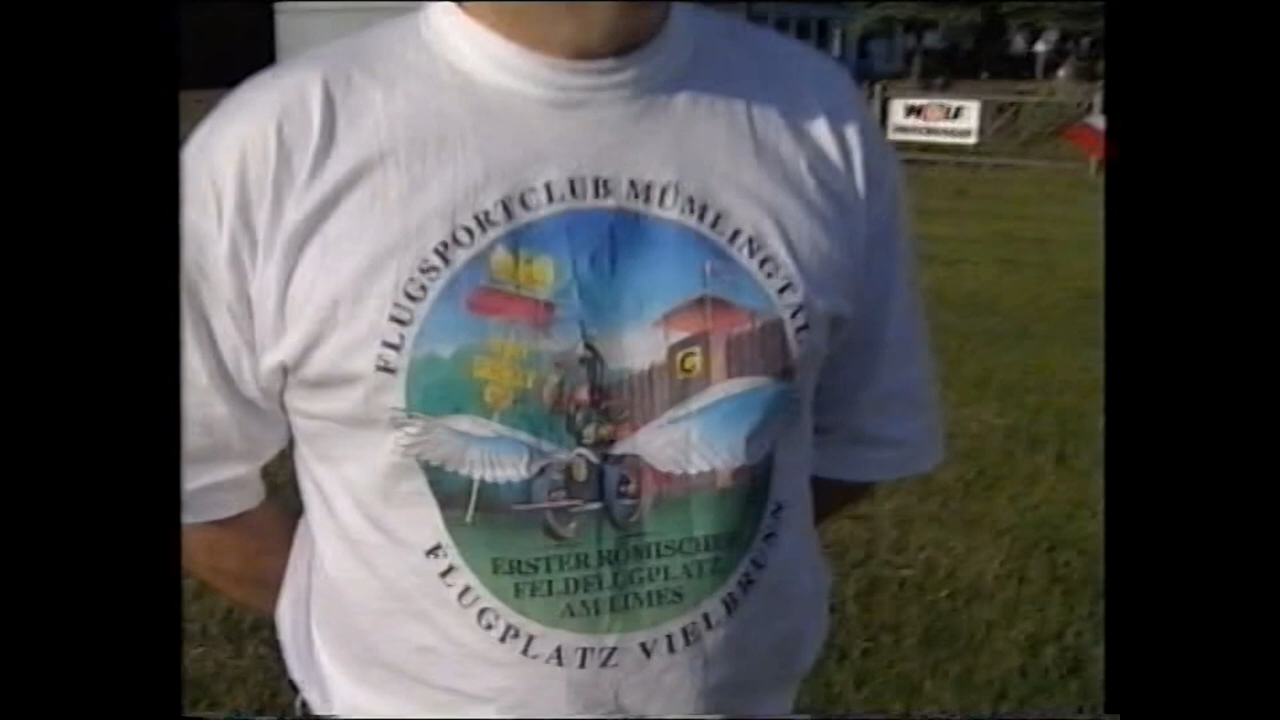 FLUGSPORTCLUB MÜMLINGTAL
C
ERSTER RÖMISCHER
FELDFLUGPLATZ
AM LIMES
FLUGPLATZ VIELBRUNN
WOLF